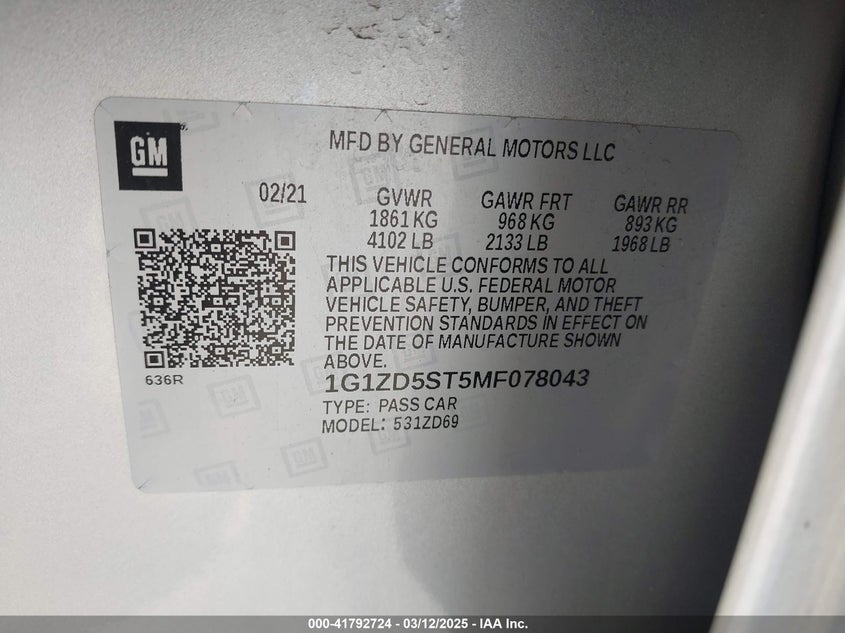 GM
MFD BY GENERAL MOTORS LLC
02/21
GVWR GAWR FRT GAWR RR
1861 KG 968 KG 893 KG
4102 LB 2133 LB 1968 LB
THIS VEHICLE CONFORMS TO ALL
APPLICABLE U.S. FEDERAL MOTOR
VEHICLE SAFETY, BUMPER, AND THEFT
PREVENTION STANDARDS IN EFFECT ON
THE DATE OF MANUFACTURE SHOWN
ABOVE.
636R
1G1ZD5ST5MF078043
TYPE: PASS CAR
MODEL: 531ZD69
000-41792724 - 03/12/2025 - IAA Inc.